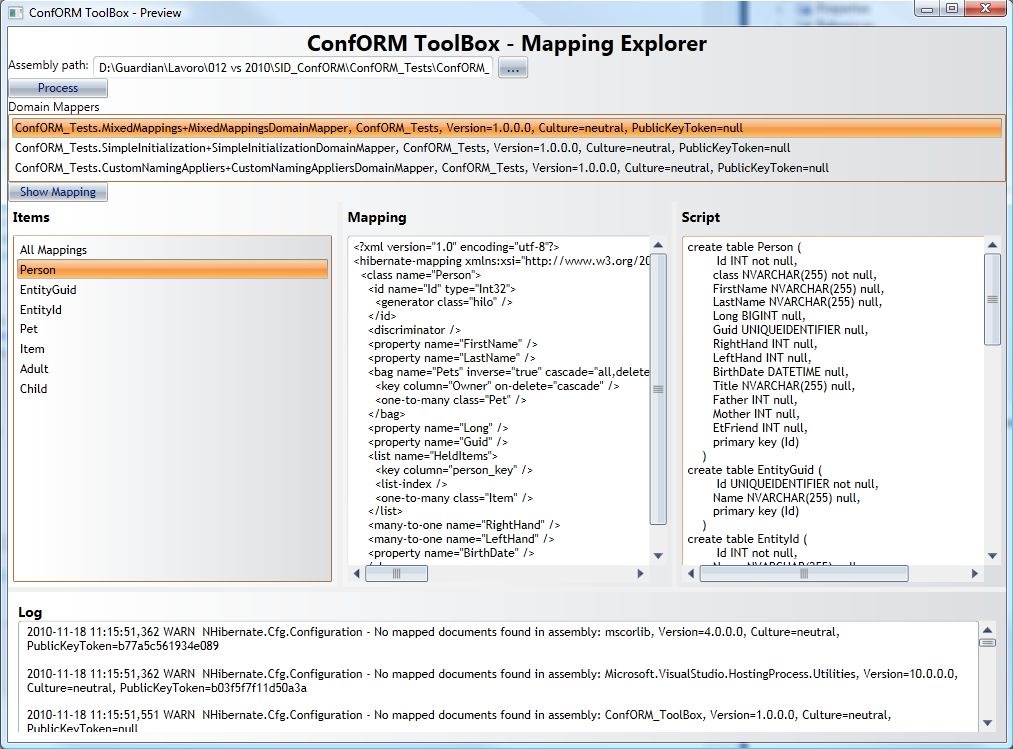 ConfORM ToolBox - Preview
ConfORM ToolBox - Mapping Explorer
Assembly path: D:\Guardian\Lavoro\012 vs 2010\SID_ConfORM\ConfORM_Tests\ConfORM_ ...
Process
Domain Mappers
ConfORM_Tests.MixedMappings+MixedMappingsDomainMapper, ConfORM_Tests, Version=1.0.0.0, Culture=neutral, PublicKeyToken=null
ConfORM_Tests.SimpleInitialization+SimpleInitializationDomainMapper, ConfORM_Tests, Version=1.0.0.0, Culture=neutral, PublicKeyToken=null
ConfORM_Tests.CustomNamingAppliers+CustomNamingAppliersDomainMapper, ConfORM_Tests, Version=1.0.0.0, Culture=neutral, PublicKeyToken=null
Show Mapping
Items
All Mappings
Person
EntityGuid
EntityId
Pet
Item
Adult
Child
Mapping
<?xml version="1.0" encoding="utf-8"?>
<hibernate-mapping xmlns:xsi="http://www.w3.org/20
<class name="Person">
<id name="Id" type="Int32">
<generator class="hilo" />
</id>
<discriminator />
<property name="FirstName" />
<property name="LastName" />
<bag name="Pets" inverse="true" cascade="all,delete
<key column="Owner" on-delete="cascade" />
<one-to-many class="Pet" />
</bag>
<property name="Long" />
<property name="Guid" />
<list name="HeldItems">
<key column="person_key" />
<list-index />
<one-to-many class="Item" />
</list>
<many-to-one name="RightHand" />
<many-to-one name="LeftHand" />
<property name="BirthDate" />
Script
create table Person (
Id INT not null,
class NVARCHAR(255) not null,
FirstName NVARCHAR(255) null,
LastName NVARCHAR(255) null,
Long BIGINT null,
Guid UNIQUEIDENTIFIER null,
RightHand INT null,
LeftHand INT null,
BirthDate DATETIME null,
Title NVARCHAR(255) null,
Father INT null,
Mother INT null,
EtFriend INT null,
primary key (Id)
)
create table EntityGuid (
Id UNIQUEIDENTIFIER not null,
Name NVARCHAR(255) null,
primary key (Id)
)
create table EntityId (
Id INT not null,
Name NVARCHAR(255) null,
Log
2010-11-18 11:15:51,362 WARN NHibernate.Cfg.Configuration - No mapped documents found in assembly: mscorlib, Version=4.0.0.0, Culture=neutral,
PublicKeyToken=b77a5c561934e089
2010-11-18 11:15:51,362 WARN NHibernate.Cfg.Configuration - No mapped documents found in assembly: Microsoft.VisualStudio.HostingProcess.Utilities, Version=10.0.0.0,
Culture=neutral, PublicKeyToken=b03f5f7f11d50a3a
2010-11-18 11:15:51,551 WARN NHibernate.Cfg.Configuration - No mapped documents found in assembly: ConfORM_ToolBox, Version=1.0.0.0, Culture=neutral,
PublicKeyToken=null